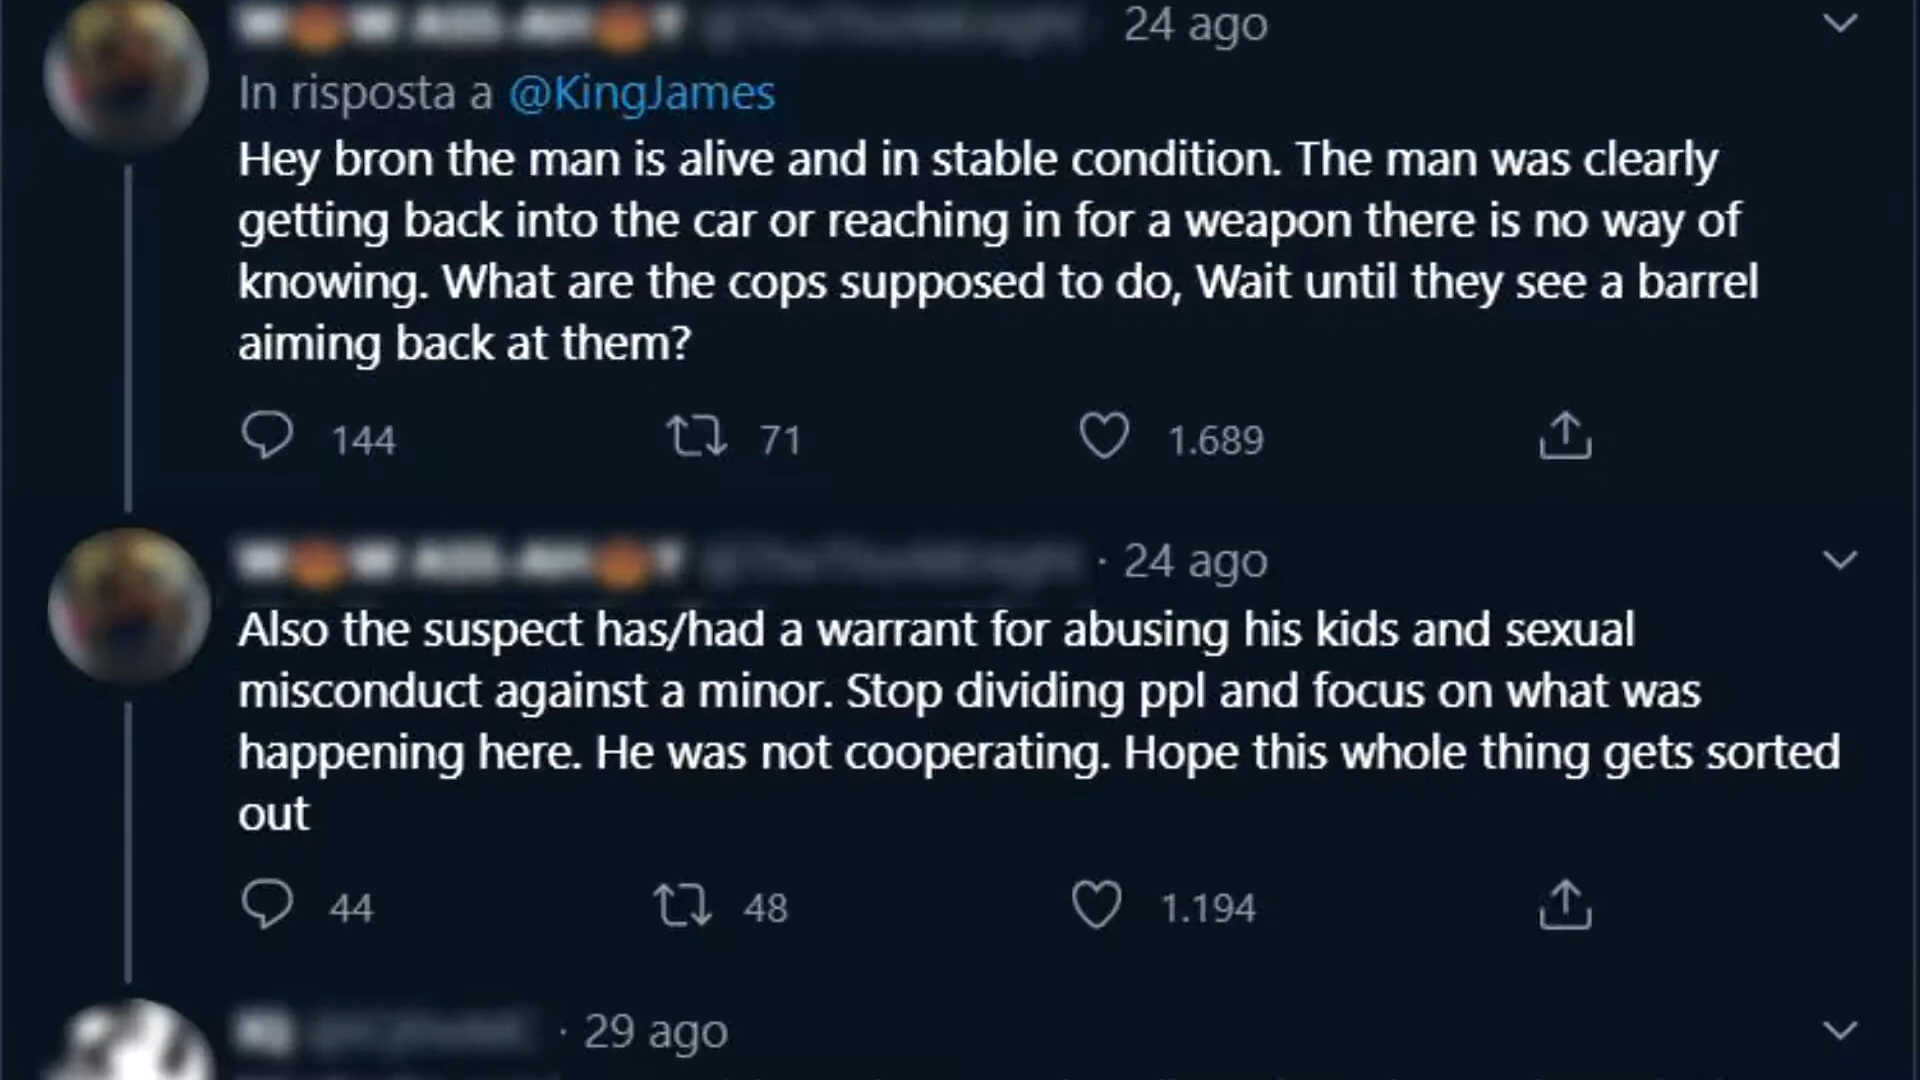 24 ago
In risposta a @KingJames
Hey bron the man is alive and in stable condition. The man was clearly
getting back into the car or reaching in for a weapon there is no way of
knowing. What are the cops supposed to do, Wait until they see a barrel
aiming back at them?
144 71 1.689
· 24 ago
Also the suspect has/had a warrant for abusing his kids and sexual
misconduct against a minor. Stop dividing ppl and focus on what was
happening here. He was not cooperating. Hope this whole thing gets sorted
out
44 48 1.194
· 29 ago